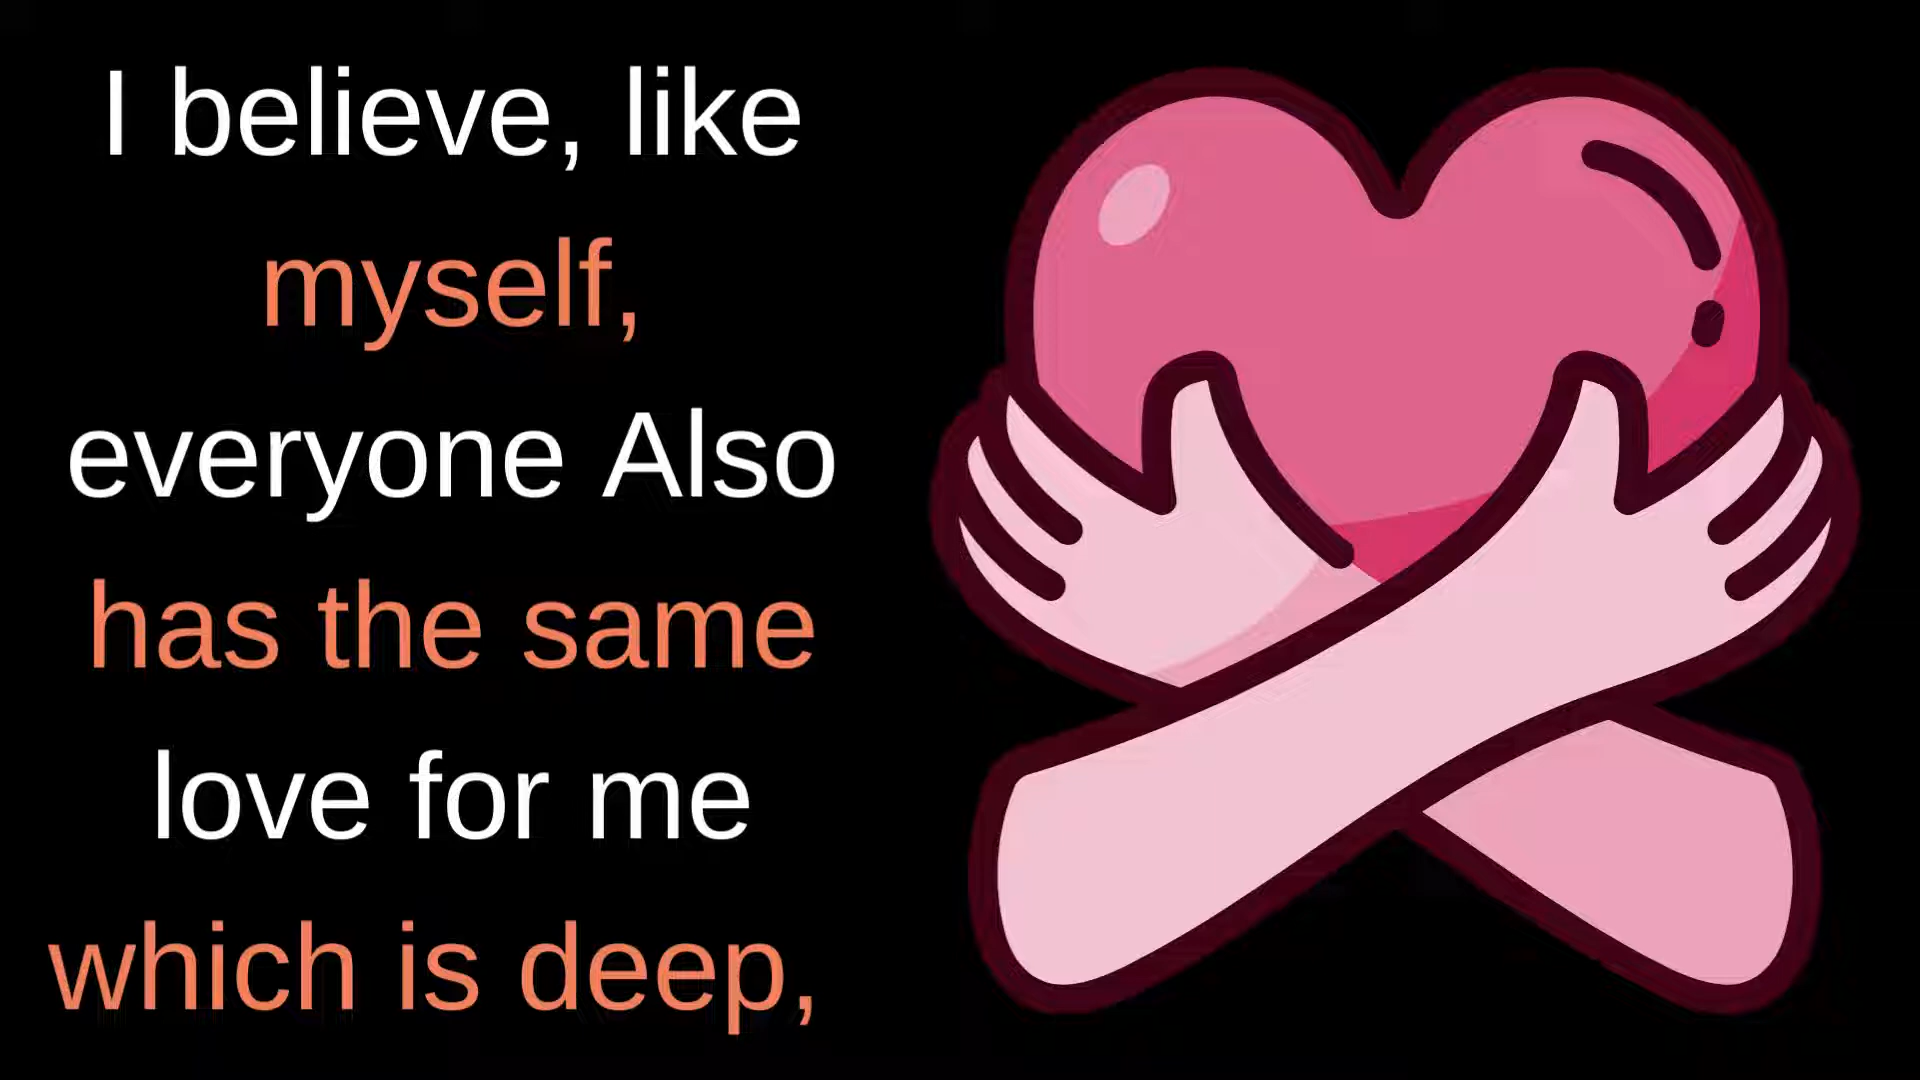 I believe, like
myself,
everyone Also
has the same
love for me
which is deep,